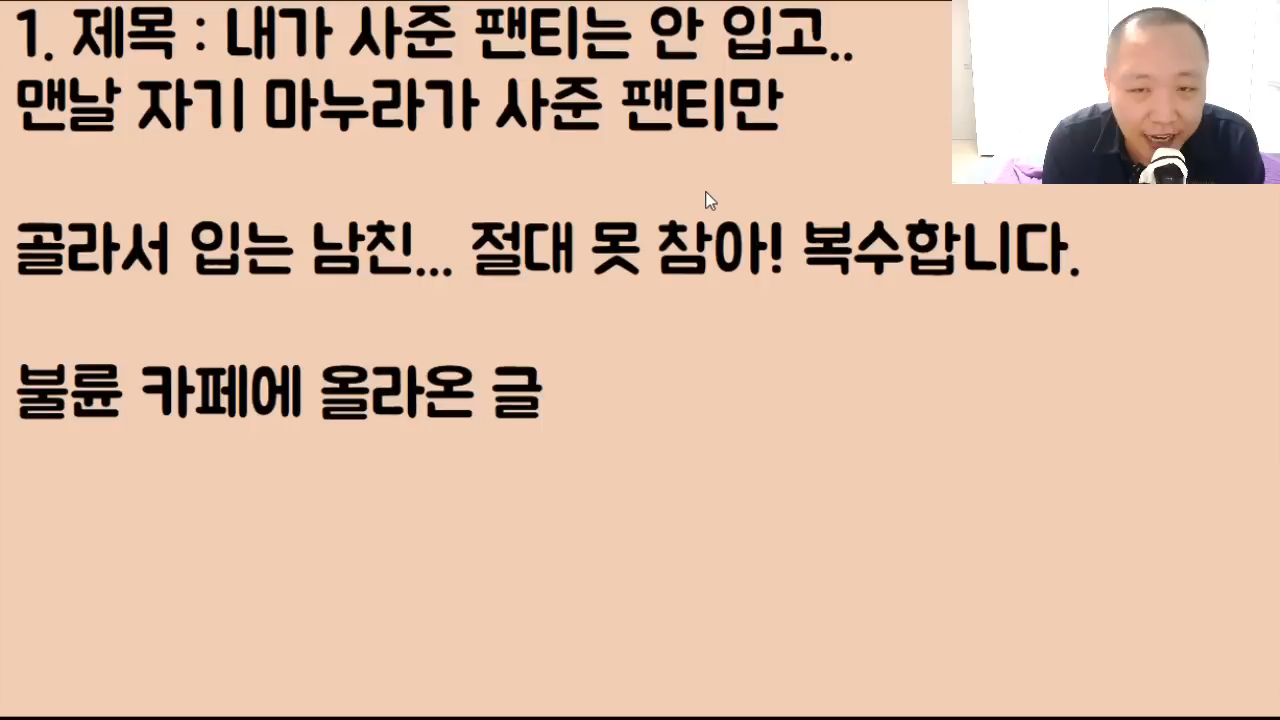 1. 제목 : 내가 사준 팬티는 안 입고..
맨날 자기 마누라가 사준 팬티만
골라서 입는 남친... 절대 못 참아! 복수합니다.
불륜 카페에 올라온 글